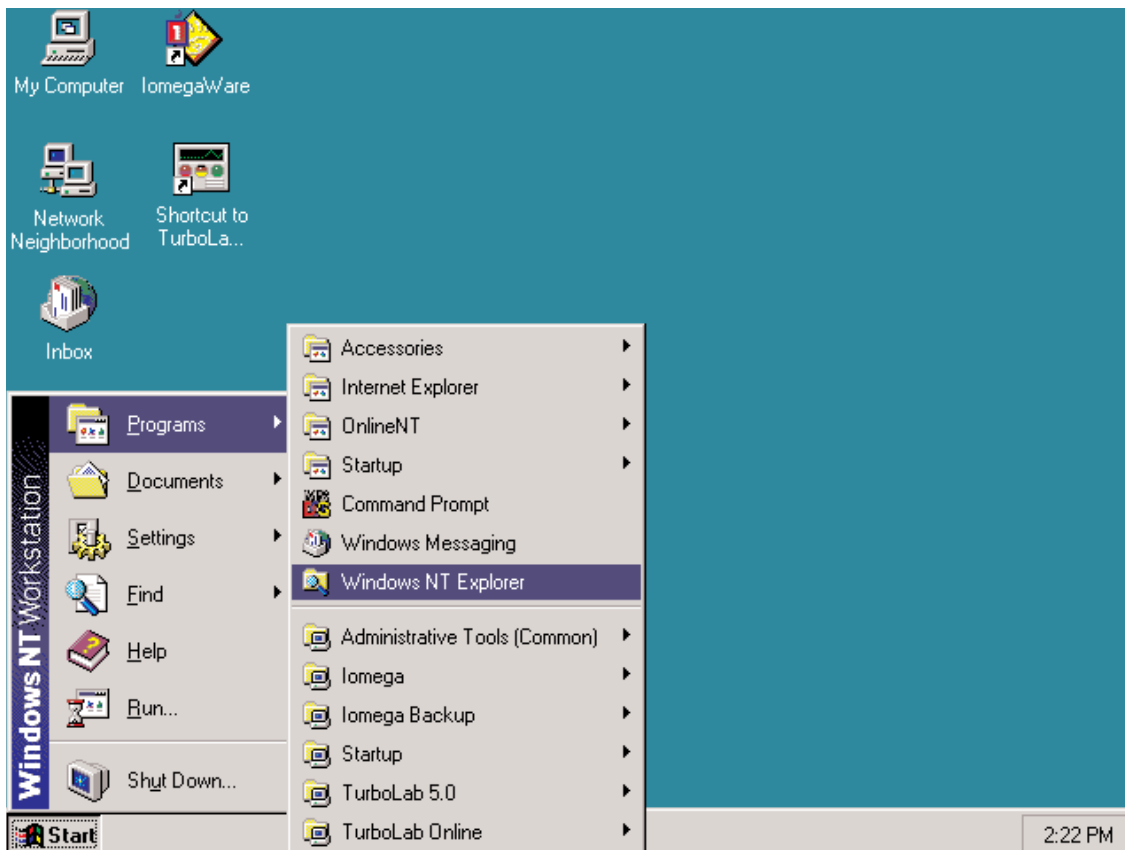 My Computer
IomegaWare
Network
Neighborhood
Shortcut to
TurboLa...
Inbox
Windows NT Workstation
Programs
Documents
Settings
Find
Help
Run...
Shut Down...
Accessories
Internet Explorer
OnlineNT
Startup
Command Prompt
Windows Messaging
Windows NT Explorer
Administrative Tools (Common)
Iomega
Iomega Backup
Startup
TurboLab 5.0
TurboLab Online
Start
2:22 PM